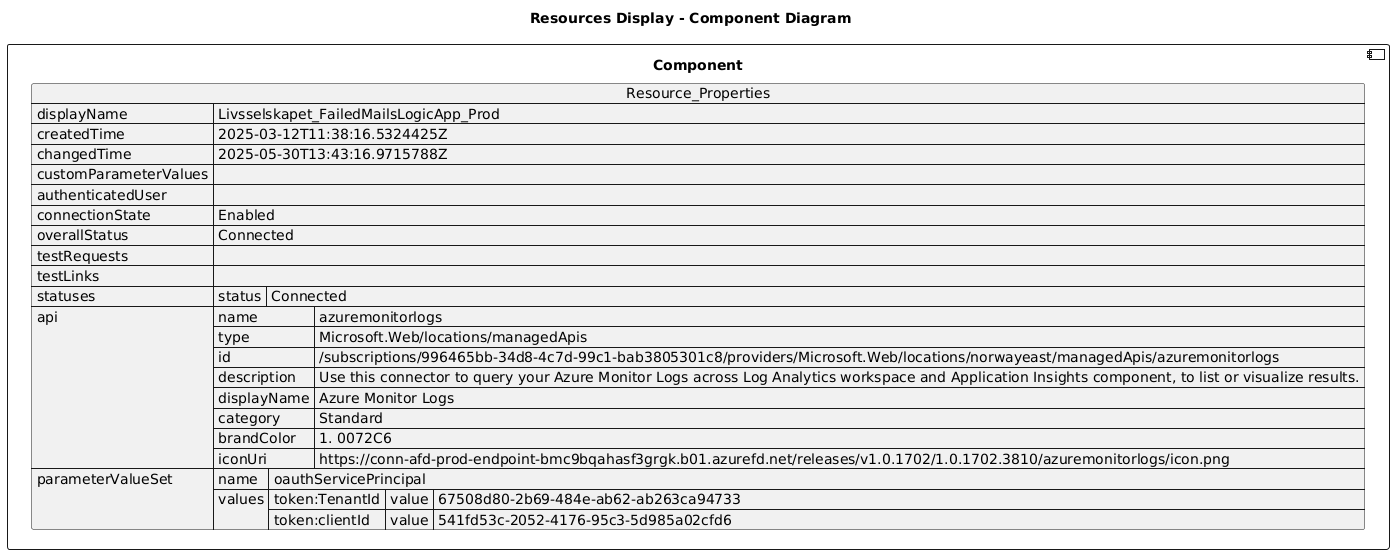 Resources Display - Component Diagram
Component
Resource_Properties
displayName Livsselskapet_FailedMailsLogicApp_Prod
createdTime 2025-03-12T11:38:16.5324425Z
changedTime 2025-05-30T13:43:16.9715788Z
customParameterValues
authenticatedUser
connectionState Enabled
overallStatus Connected
testRequests
testLinks
statuses status Connected
api name azuremonitorlogs
type Microsoft.Web/locations/managedApis
id /subscriptions/996465bb-34d8-4c7d-99c1-bab3805301c8/providers/Microsoft.Web/locations/norwayeast/managedApis/azuremonitorlogs
description Use this connector to query your Azure Monitor Logs across Log Analytics workspace and Application Insights component, to list or visualize results.
displayName Azure Monitor Logs
category Standard
brandColor 1. 0072C6
iconUri https://conn-afd-prod-endpoint-bmc9bqahasf3grgk.b01.azurefd.net/releases/v1.0.1702/1.0.1702.3810/azuremonitorlogs/icon.png
parameterValueSet name oauthServicePrincipal
values token:TenantId value 67508d80-2b69-484e-ab62-ab263ca94733
token:clientId value 541fd53c-2052-4176-95c3-5d985a02cfd6